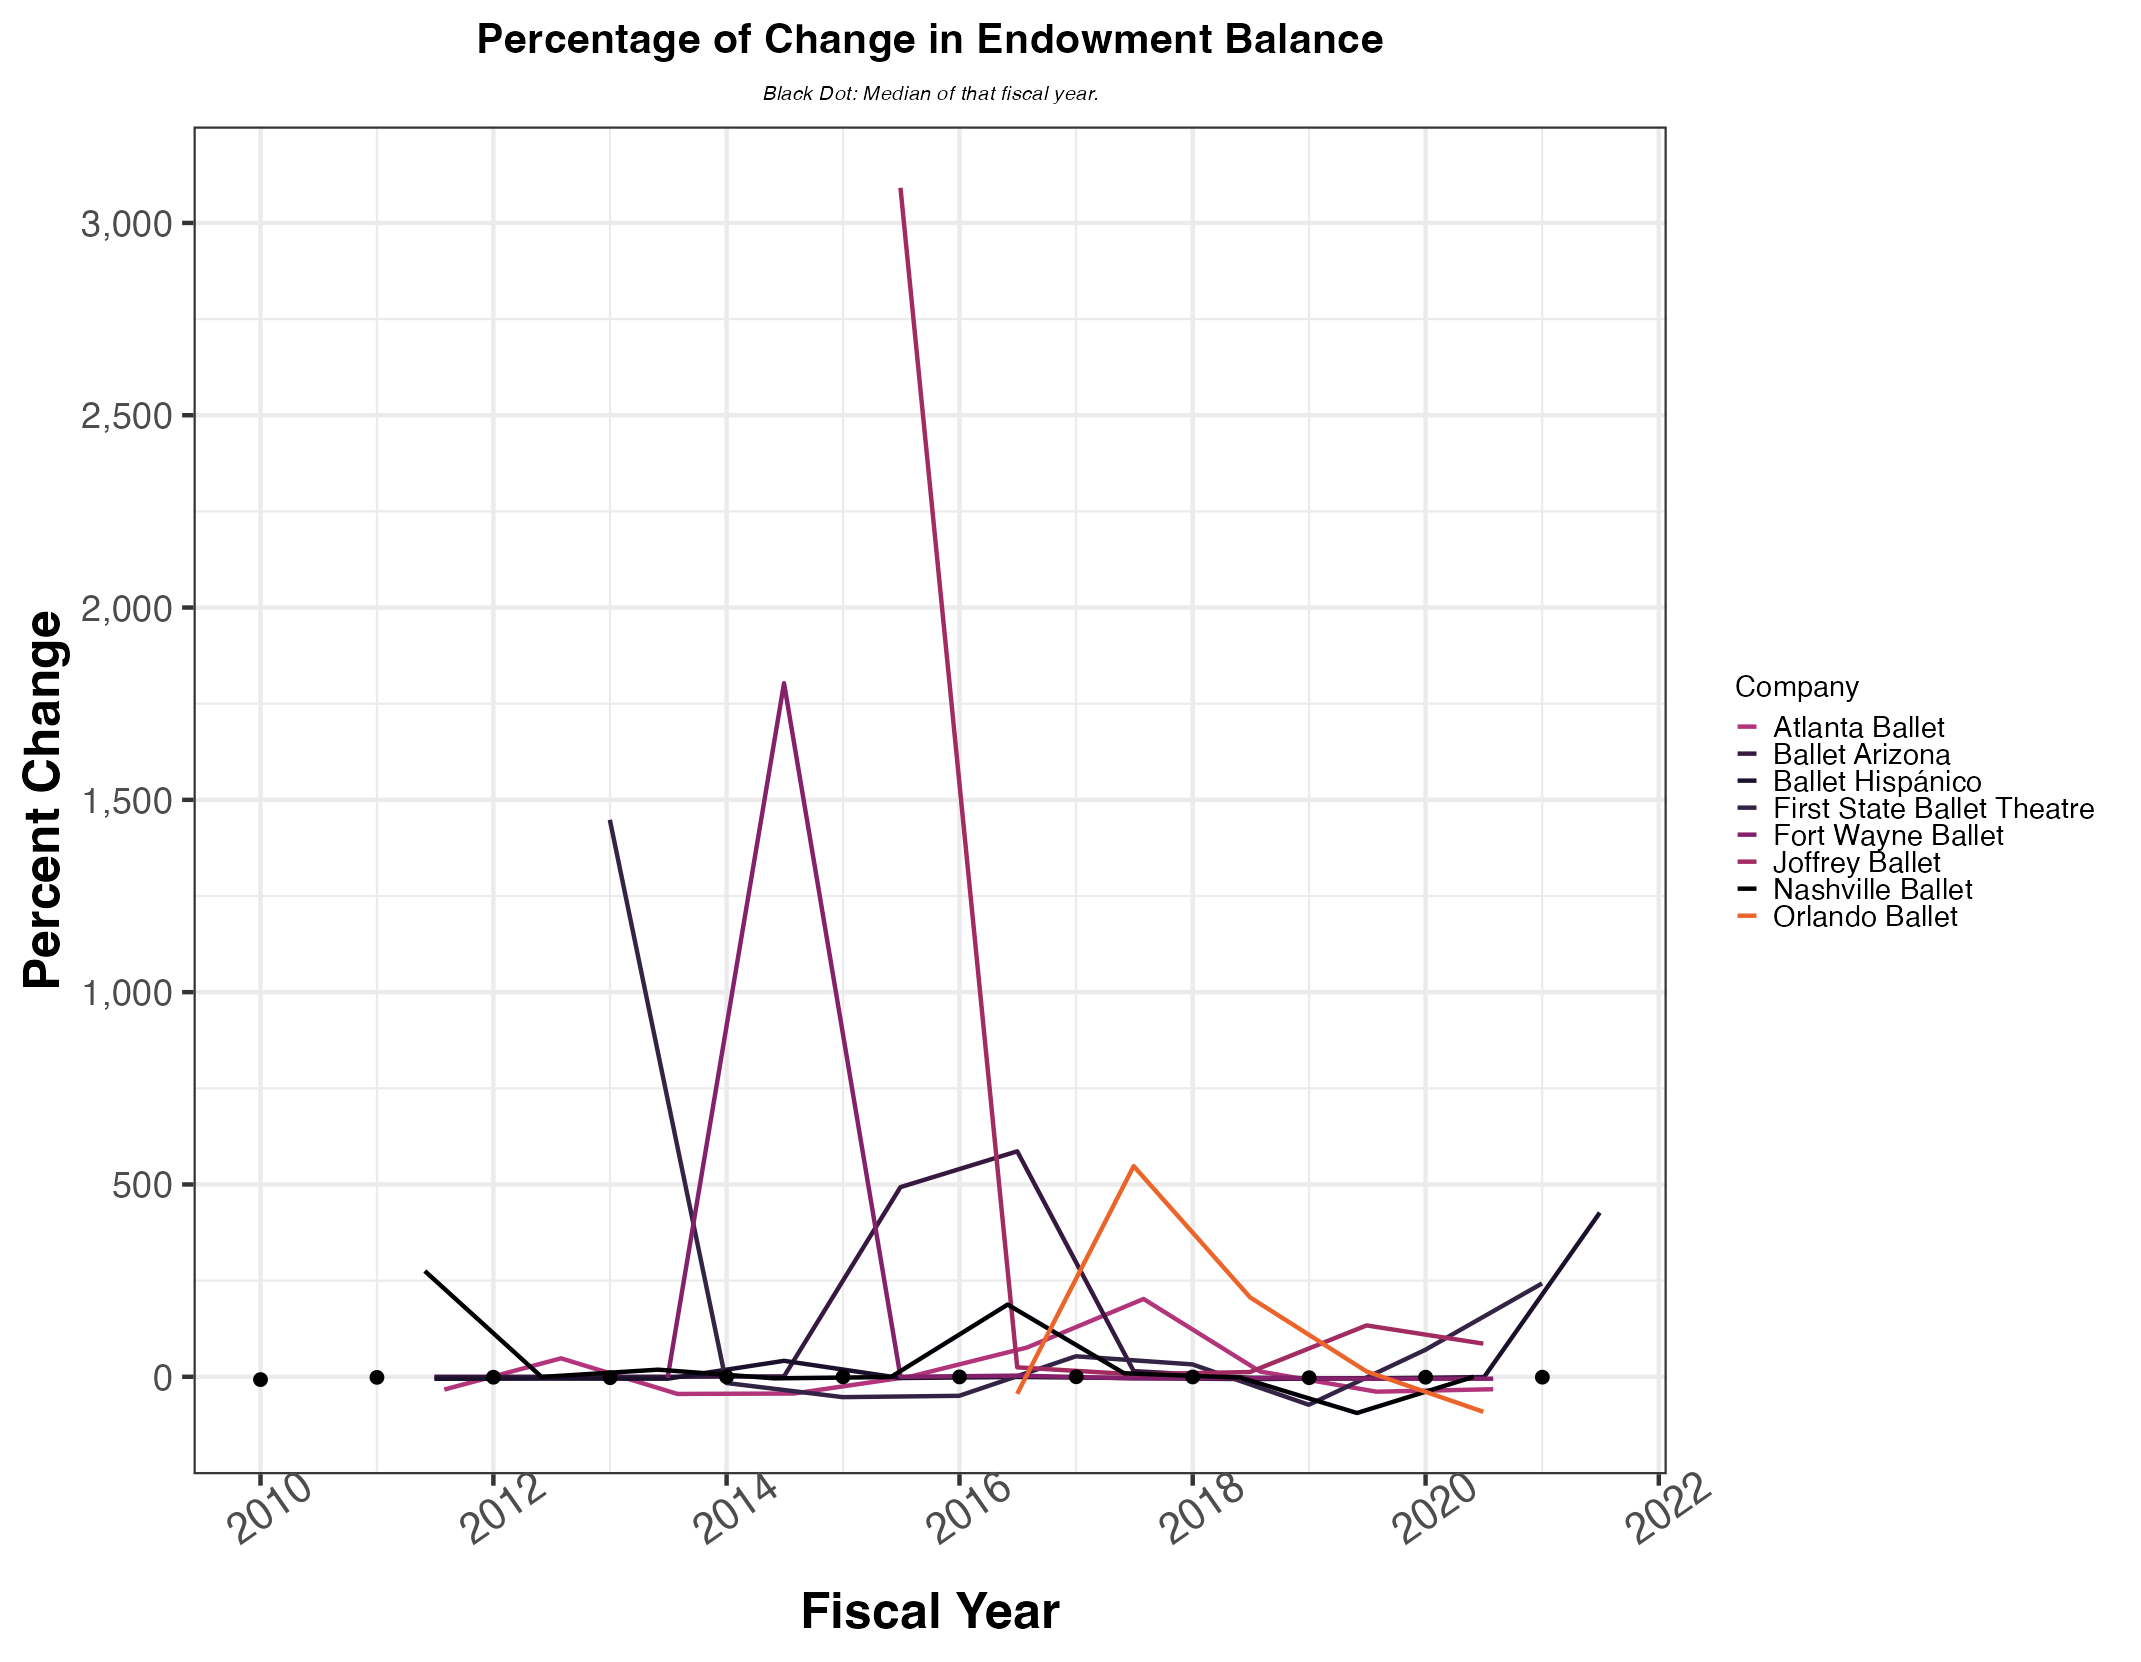 Percentage of Change in Endowment Balance
Black Dot: Median of that fiscal year.
Percent Change
3,000
2,500
2,000
1,500
1,000
500
0
2010
2012
2014
2016
2018
2020
2022
Fiscal Year
Company
Atlanta Ballet
Ballet Arizona
Ballet Hispánico
First State Ballet Theatre
Fort Wayne Ballet
Joffrey Ballet
Nashville Ballet
Orlando Ballet